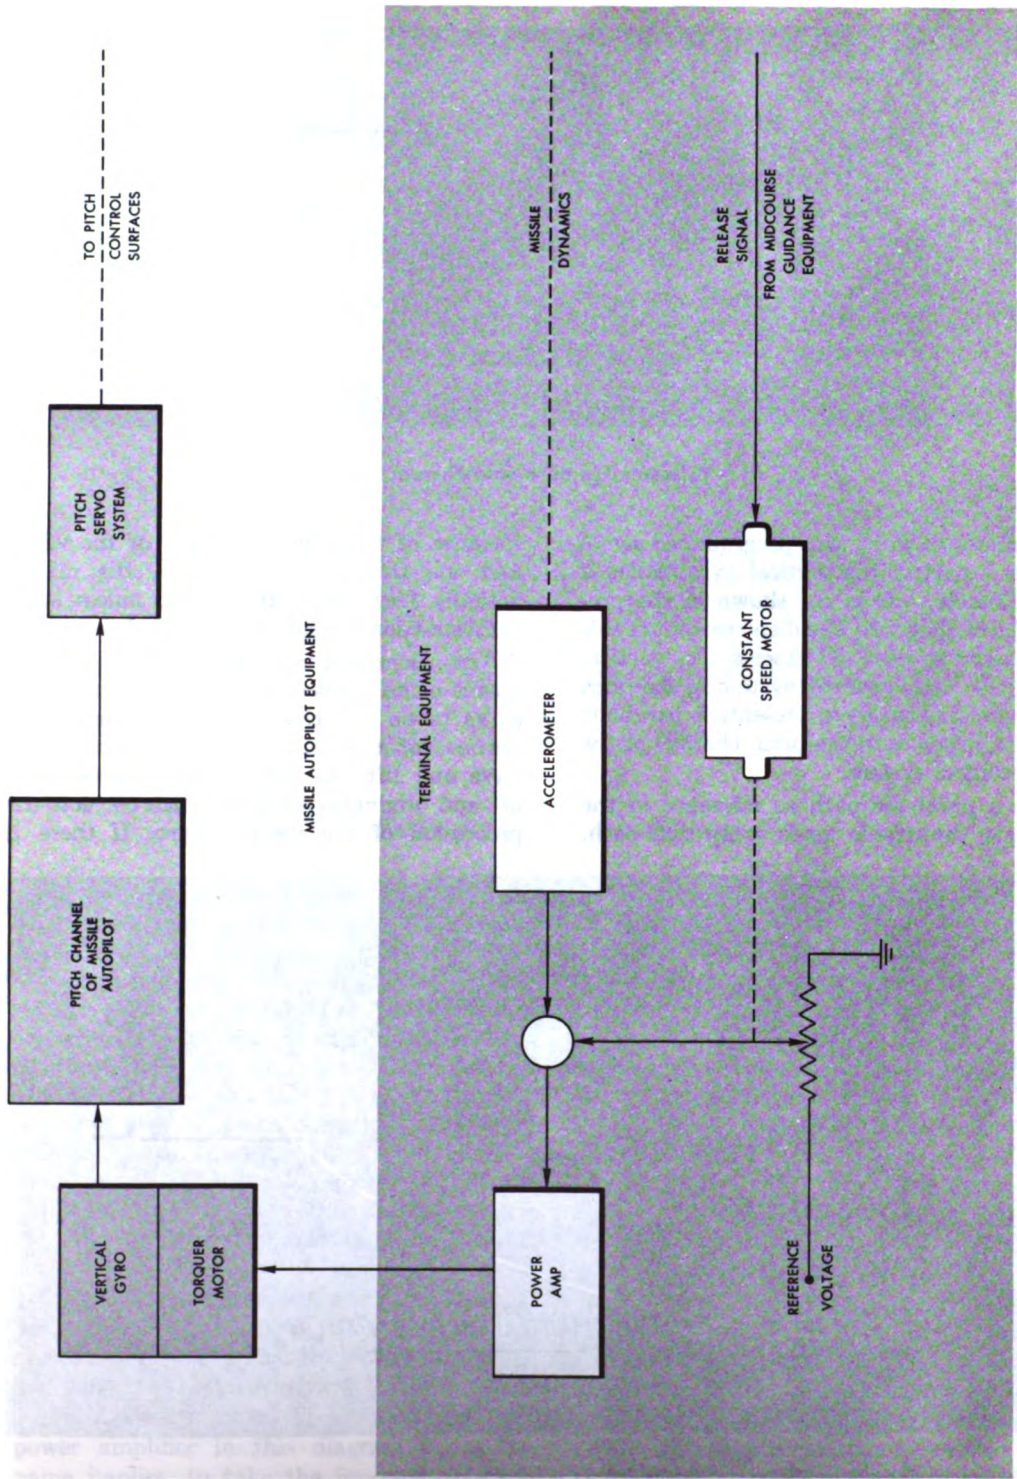 VERTICAL
GYRO
TORQUER
MOTOR
PITCH CHANNEL
OF MISSILE
AUTOPILOT
PITCH
SERVO
SYSTEM
TO PITCH
CONTROL
SURFACES
MISSILE AUTOPILOT EQUIPMENT
TERMINAL EQUIPMENT
POWER
AMP
ACCELEROMETER
MISSILE
DYNAMICS
CONSTANT
SPEED MOTOR
RELEASE
SIGNAL
FROM MIDCOURSE
GUIDANCE
EQUIPMENT
REFERENCE
VOLTAGE